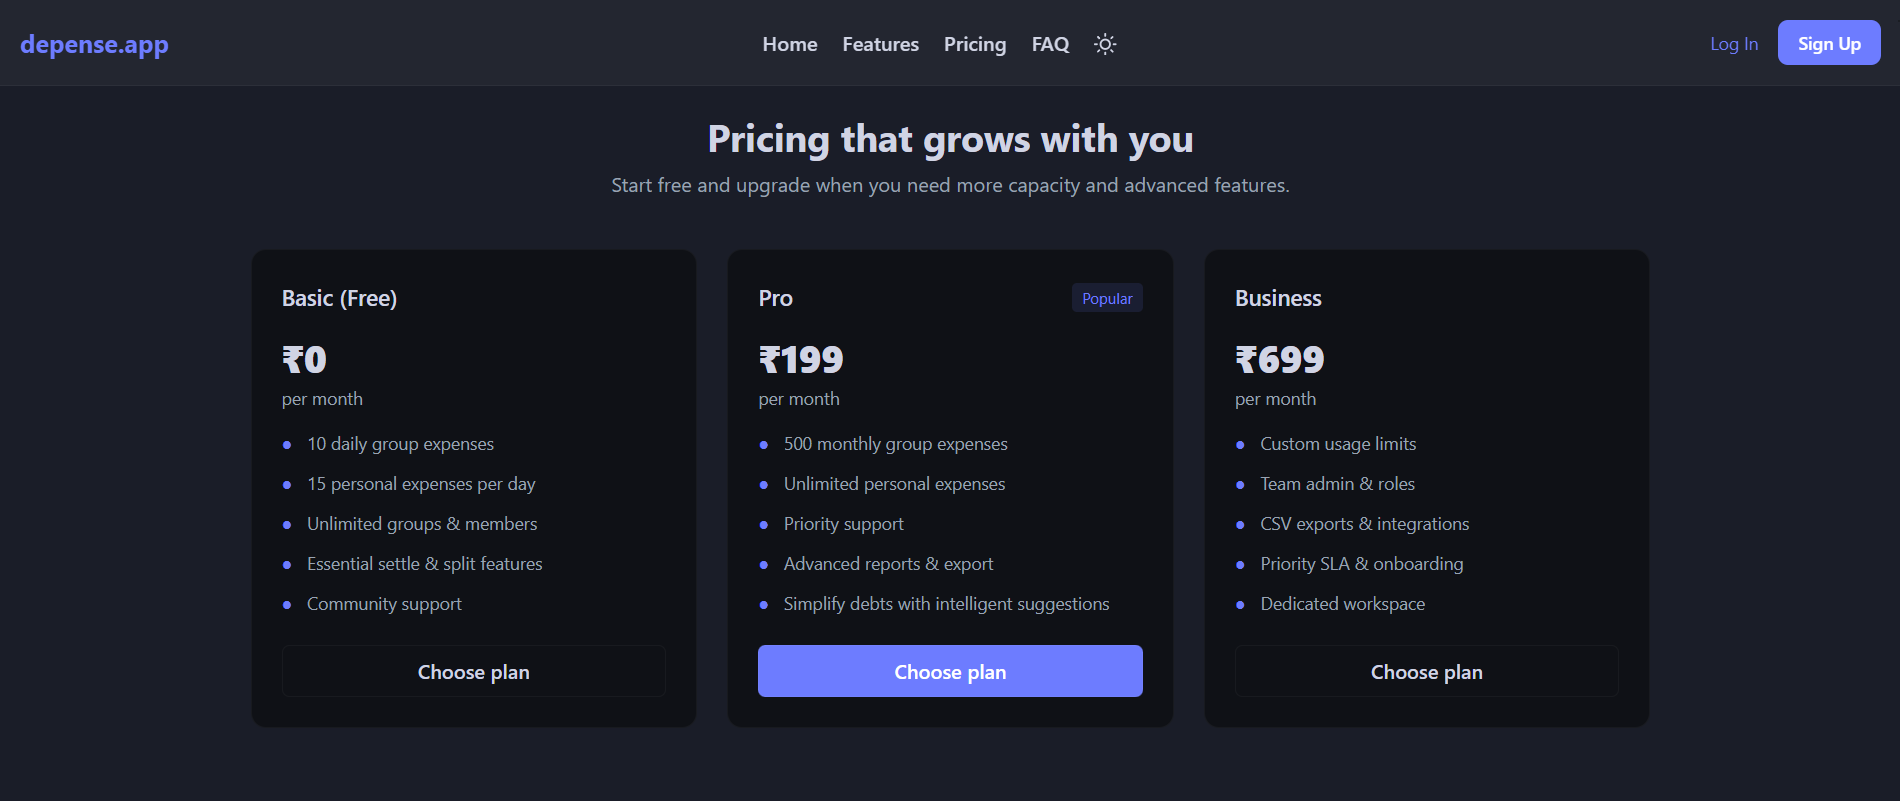 depense.app
Home Features Pricing FAQ
Log In
Sign Up
Pricing that grows with you
Start free and upgrade when you need more capacity and advanced features.
Basic (Free)
₹0
per month
10 daily group expenses
15 personal expenses per day
Unlimited groups & members
Essential settle & split features
Community support
Choose plan
Pro
Popular
₹199
per month
500 monthly group expenses
Unlimited personal expenses
Priority support
Advanced reports & export
Simplify debts with intelligent suggestions
Choose plan
Business
₹699
per month
Custom usage limits
Team admin & roles
CSV exports & integrations
Priority SLA & onboarding
Dedicated workspace
Choose plan